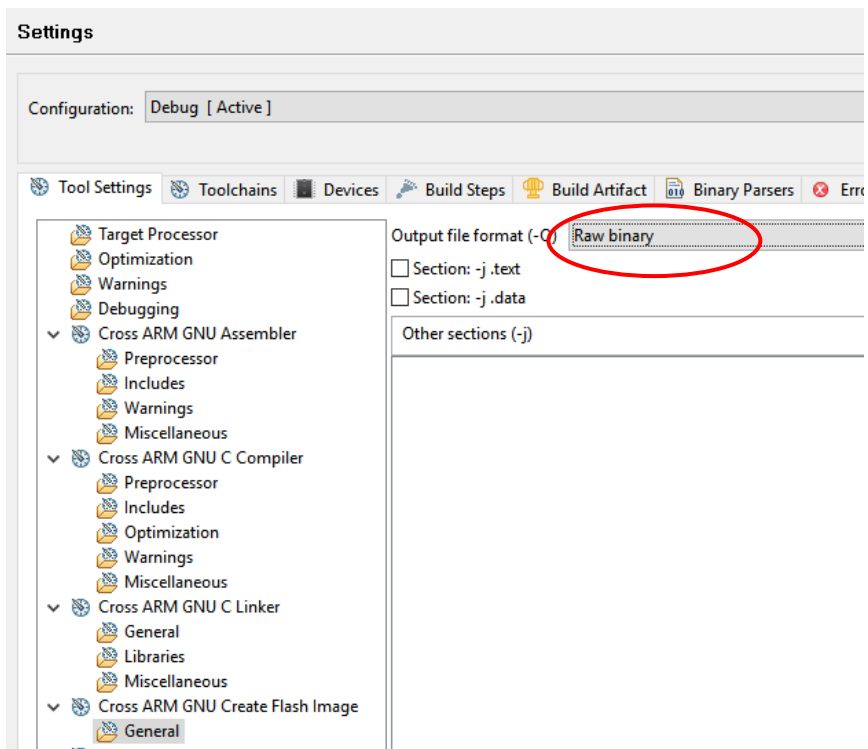 Settings
Configuration: Debug [ Active ]
Tool Settings Toolchains Devices Build Steps Build Artifact Binary Parsers Erro
Target Processor
Optimization
Warnings
Debugging
Cross ARM GNU Assembler
Preprocessor
Includes
Warnings
Miscellaneous
Cross ARM GNU C Compiler
Preprocessor
Includes
Optimization
Warnings
Miscellaneous
Cross ARM GNU C Linker
General
Libraries
Miscellaneous
Cross ARM GNU Create Flash Image
General
Output file format (-O) Raw binary
Section: -j .text
Section: -j .data
Other sections (-j)